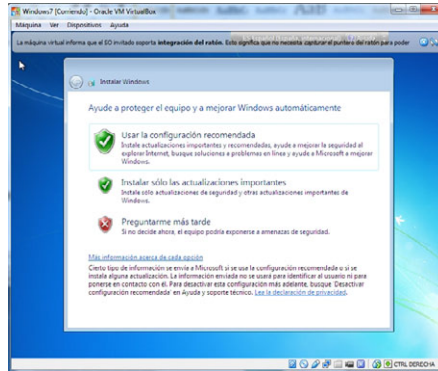 Windows7 [Corriendo] - Oracle VM VirtualBox
Máquina Ver Dispositivos Ayuda
La máquina virtual informa que el SO invitado soporta integración del ratón. Esto significa que no necesita capturar el puntero del ratón para poder
Instalar Windows
Ayude a proteger el equipo y a mejorar Windows automáticamente
Usar la configuración recomendada
Instale actualizaciones importantes y recomendadas, ayude a mejorar la seguridad al
explorar Internet, busque soluciones a problemas en línea y ayude a Microsoft a mejorar
Windows.
Instalar sólo las actualizaciones importantes
Instale sólo actualizaciones de seguridad y otras actualizaciones importantes de
Windows.
Preguntarme más tarde
Si no decide ahora, el equipo podría exponerse a amenazas de seguridad.
Más información acerca de cada opción
Cierto tipo de información se envía a Microsoft si se usa la configuración recomendada o si se
instala alguna actualización. La información enviada no se usará para identificar al usuario ni para
ponerse en contacto con él. Para desactivar esta configuración más adelante, busque 'Desactivar
configuración recomendada' en Ayuda y soporte técnico. Lea la declaración de privacidad.
CTRL DERECHA